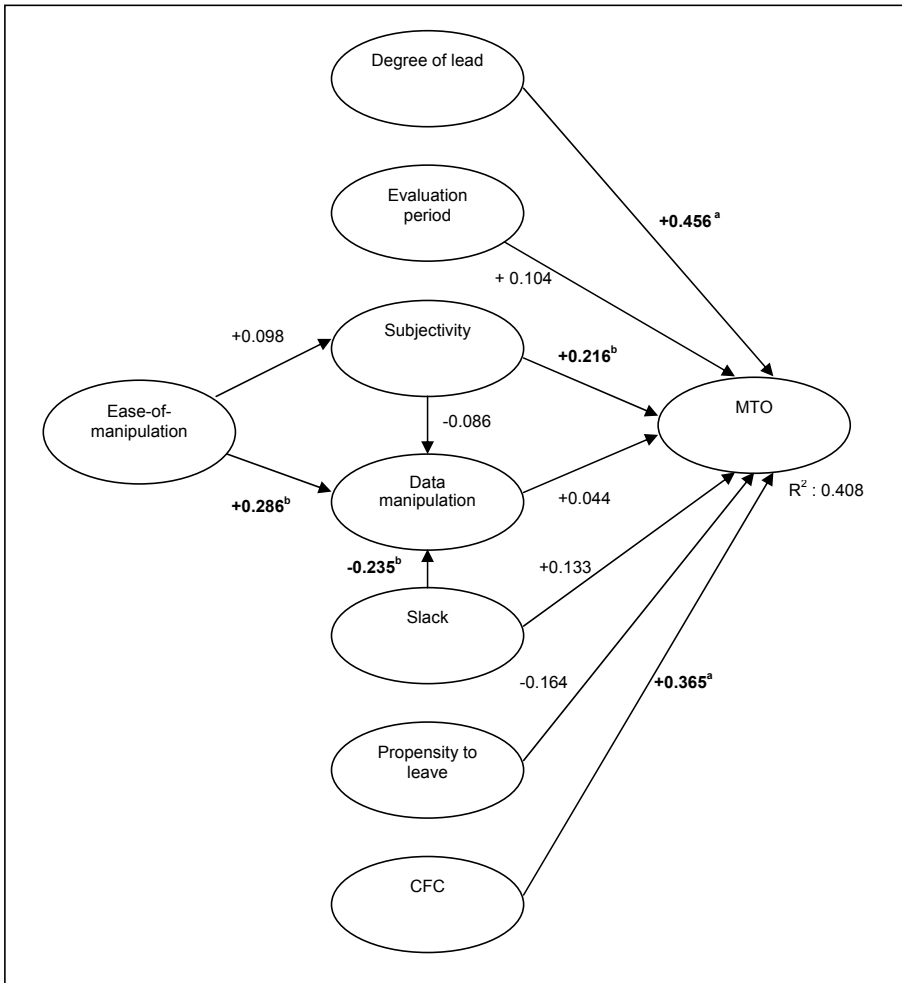 Degree of lead
Evaluation
period
+0.456 a
+ 0.104
Subjectivity
+0.098
+0.216b
Ease-of-
manipulation
MTO
-0.086
Data
manipulation
R2 : 0.408
+0.286b
+0.044
-0.235b
+0.133
Slack
-0.164
+0.365a
Propensity to
leave
CFC